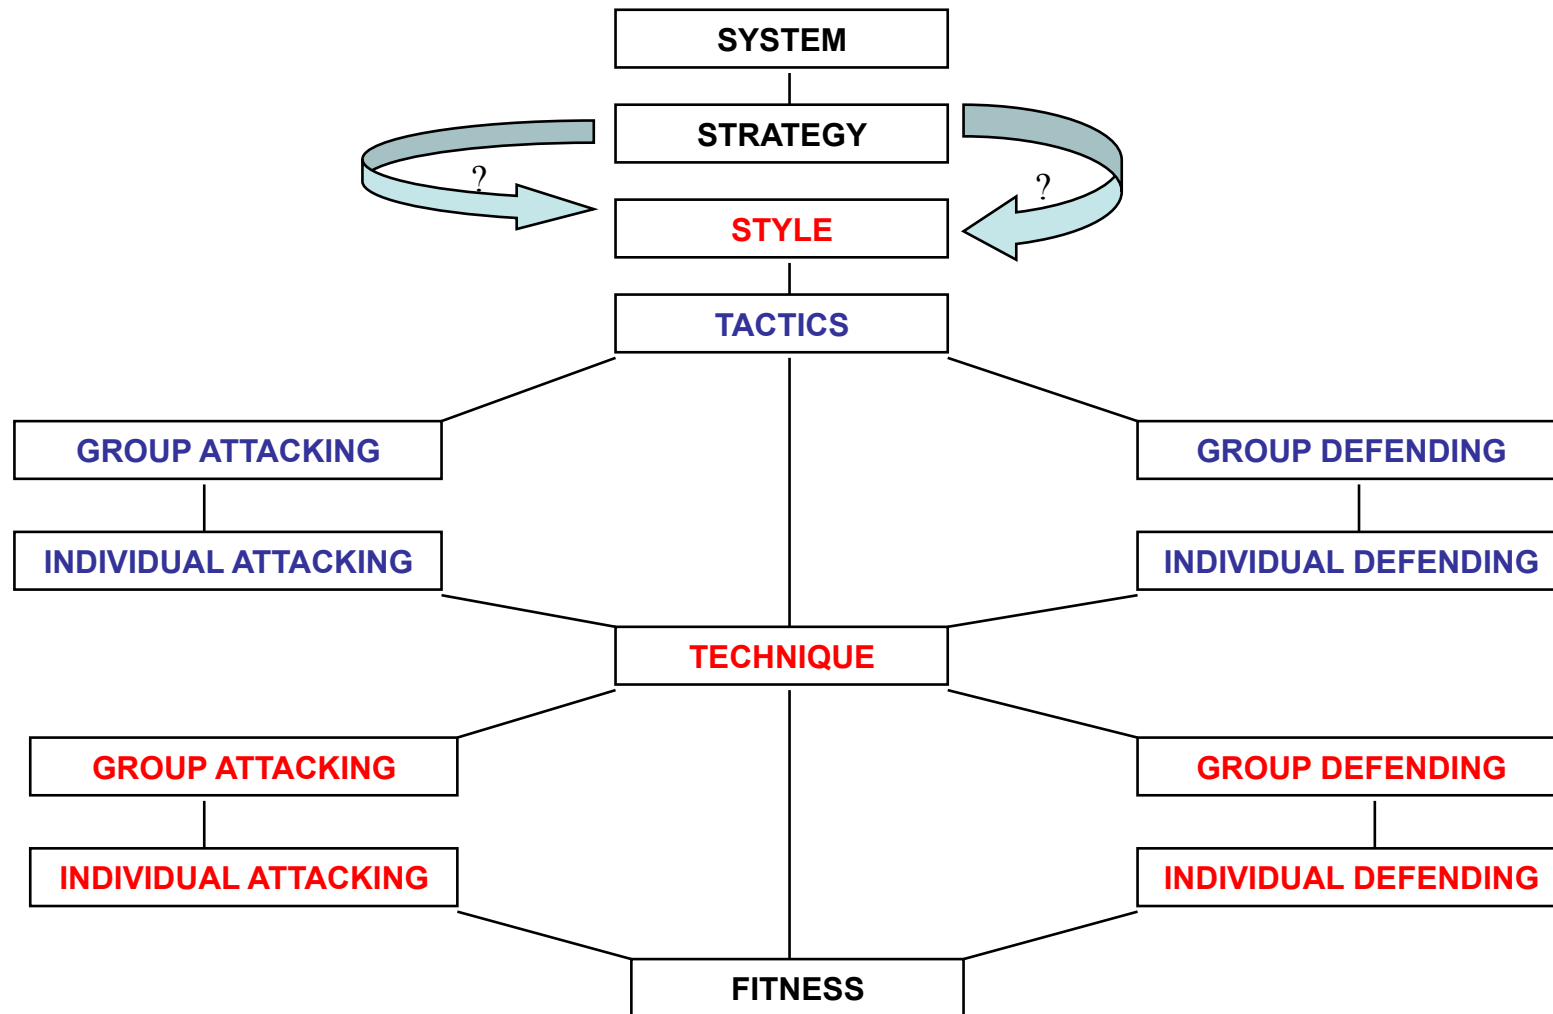 SYSTEM
STRATEGY
?
?
STYLE
TACTICS
GROUP ATTACKING
GROUP DEFENDING
INDIVIDUAL ATTACKING
INDIVIDUAL DEFENDING
TECHNIQUE
GROUP ATTACKING
GROUP DEFENDING
INDIVIDUAL ATTACKING
INDIVIDUAL DEFENDING
FITNESS